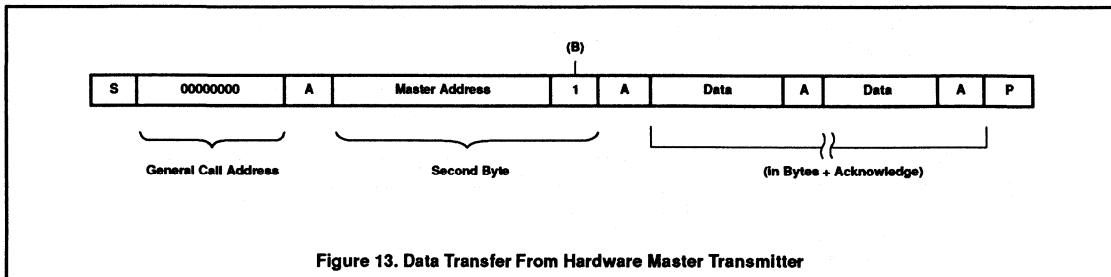 (B)
S 00000000 A Master Address 1 A Data A Data A P
General Call Address Second Byte (in Bytes + Acknowledge)
Figure 13. Data Transfer From Hardware Master Transmitter